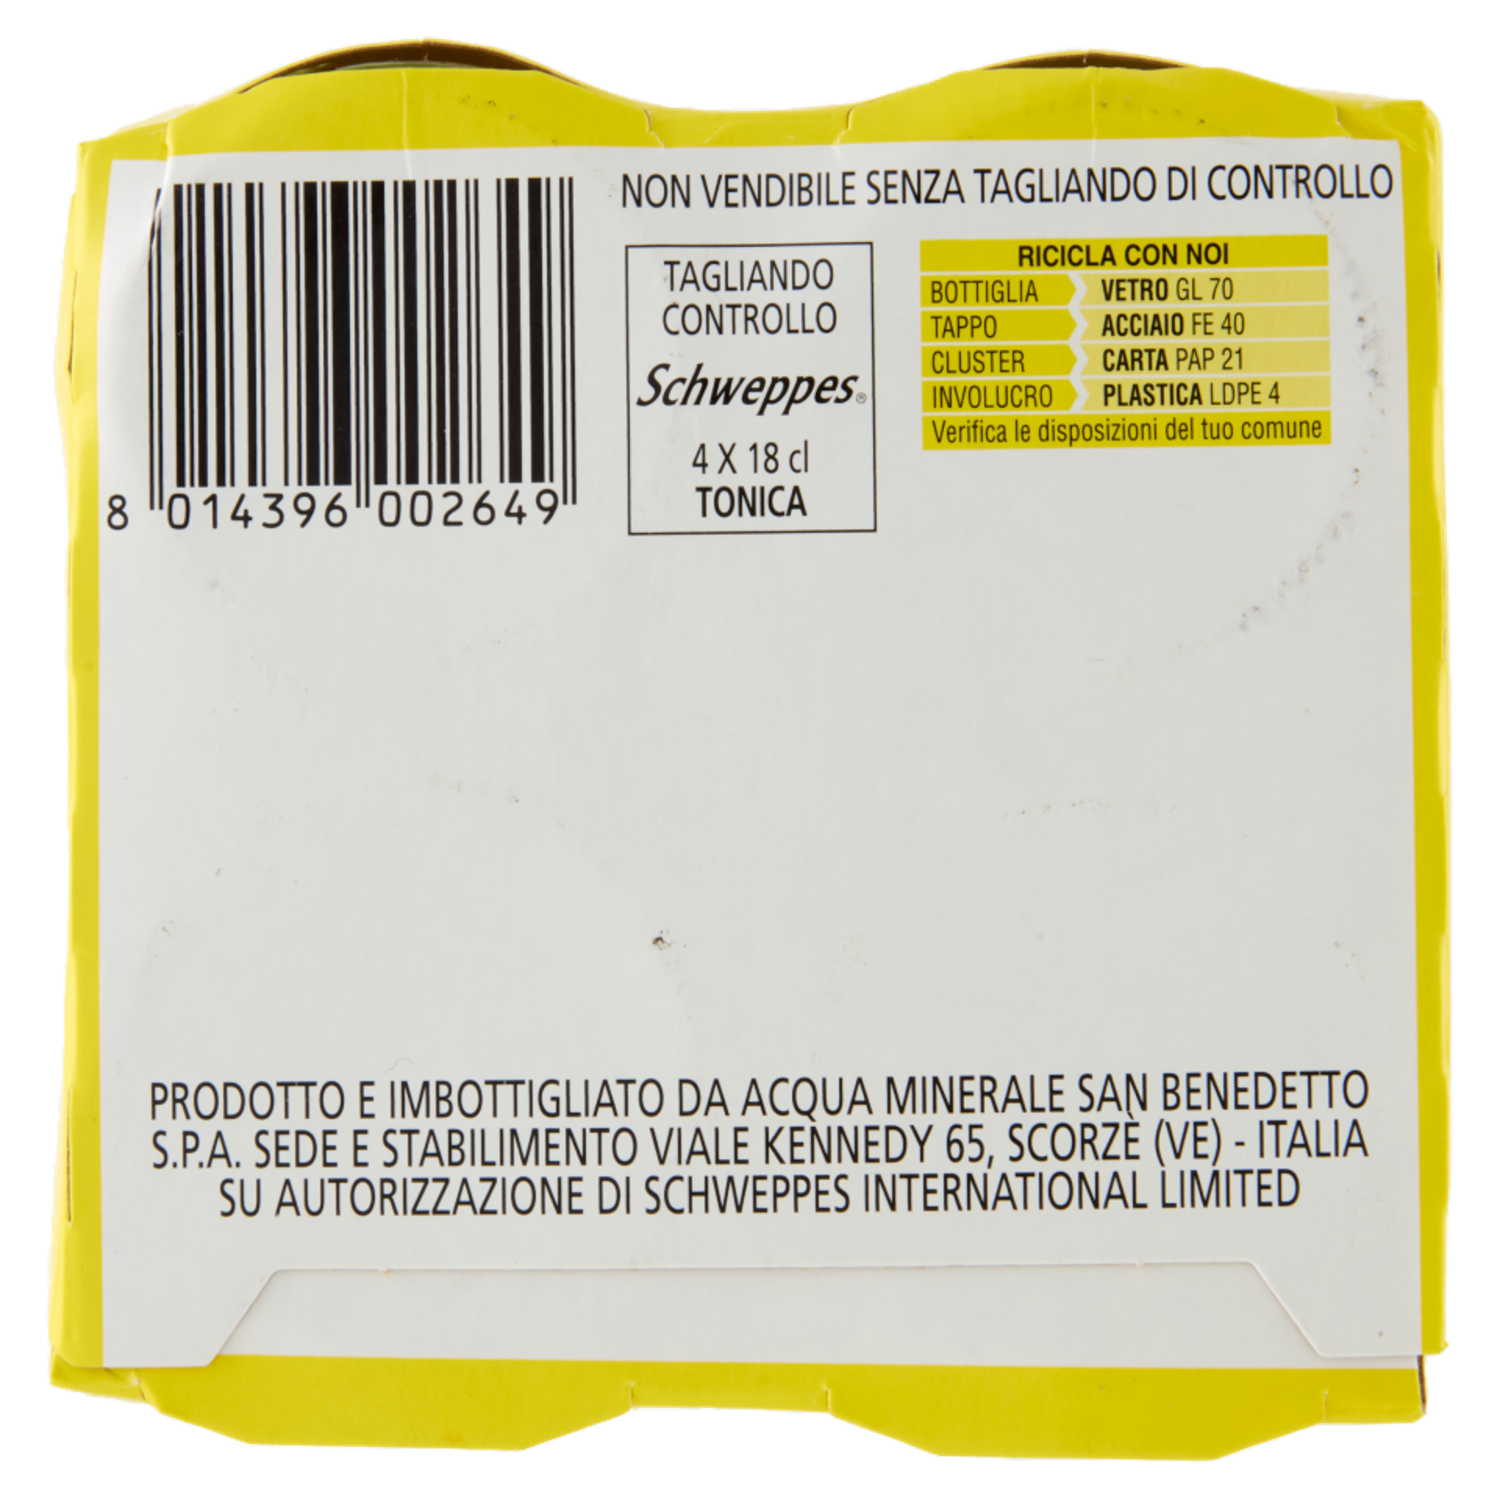 NON VENDIBILE SENZA TAGLIANDO DI CONTROLLO
8 014396 002649
TAGLIANDO
CONTROLLO
Schweppes®
4 X 18 cl
TONICA
RICICLA CON NOI
BOTTIGLIA VETRO GL 70
TAPPO ACCIAIO FE 40
CLUSTER CARTA PAP 21
INVOLUCRO PLASTICA LDPE 4
Verifica le disposizioni del tuo comune
PRODOTTO E IMBOTTIGLIATO DA ACQUA MINERALE SAN BENEDETTO
S.P.A. SEDE E STABILIMENTO VIALE KENNEDY 65, SCORZÈ (VE) - ITALIA
SU AUTORIZZAZIONE DI SCHWEPPES INTERNATIONAL LIMITED